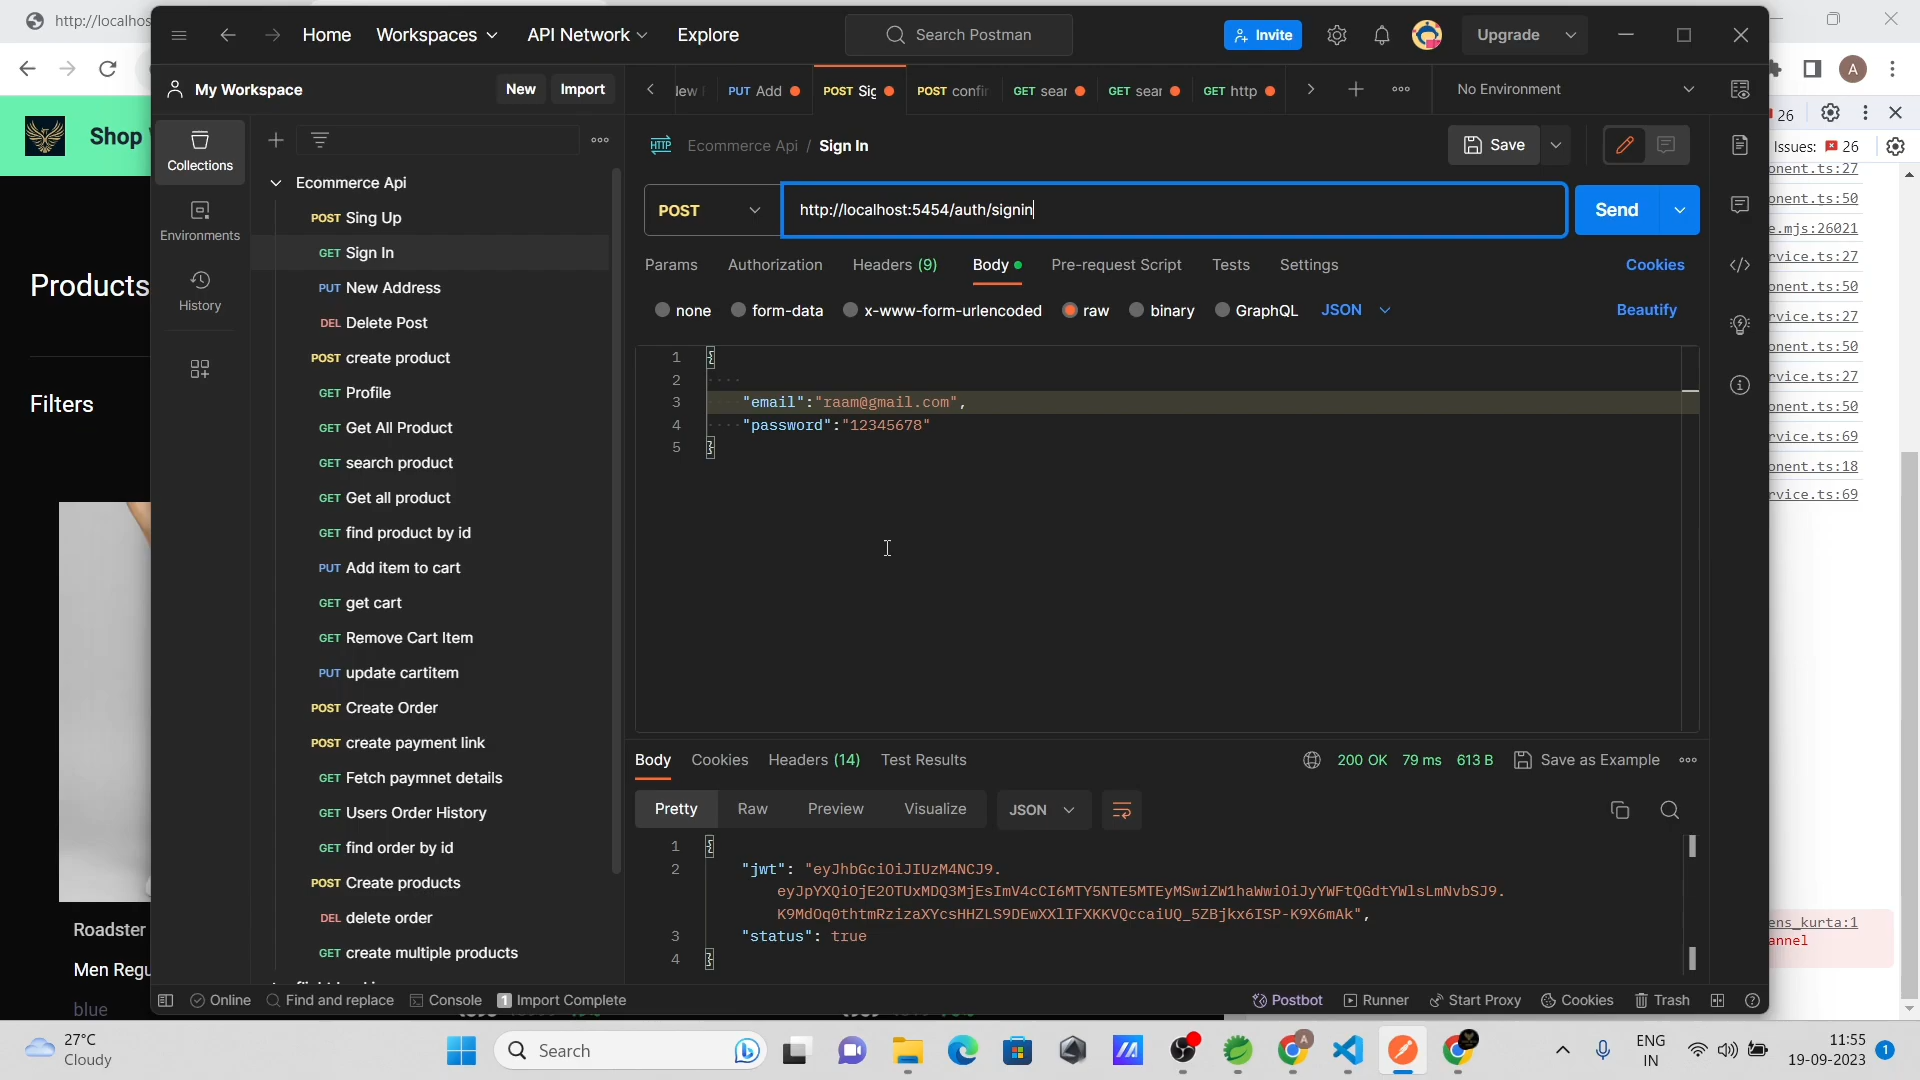 http://localhos
Home
Workspaces
API Network
Explore
Search Postman
Invite
Upgrade
A
26
Shop
My Workspace
New
Import
PUT Add
POST Sig
POST confir
GET sear
GET sear
GET http
No Environment
Issues: 26
Collections
Environments
History
Ecommerce Api
POST Sing Up
GET Sign In
PUT New Address
DEL Delete Post
POST create product
GET Profile
GET Get All Product
GET search product
GET Get all product
GET find product by id
PUT Add item to cart
GET get cart
GET Remove Cart Item
PUT update cartitem
POST Create Order
POST create payment link
GET Fetch paymnet details
GET Users Order History
GET find order by id
POST Create products
DEL delete order
GET create multiple products
HTTP Ecommerce Api / Sign In
Save
POST
http://localhost:5454/auth/signin
Send
Params
Authorization
Headers (9)
Body
Pre-request Script
Tests
Settings
Cookies
none
form-data
x-www-form-urlencoded
raw
binary
GraphQL
JSON
Beautify
1 {
2
3 "email":"raam@gmail.com",
4 "password":"12345678"
5 }
Body
Cookies
Headers (14)
Test Results
200 OK
79 ms
613 B
Save as Example
Pretty
Raw
Preview
Visualize
JSON
1 {
2 "jwt": "eyJhbGciOiJIUzM4NCJ9.
eyJpYXQiOjE2OTUxMDQ3MjEsImV4cCI6MTY5NTE5MTEyMSwiZW1haWwiOiJyYWFtQGdtYWlsLmNvbSJ9.
K9MdOq0thtmRzizaXYcsHHZLS9DEwXXlIFXKKVQccaiUQ_5ZBjkx6ISP-K9X6mAk",
3 "status": true
4 }
Online
Find and replace
Console
1 Import Complete
Postbot
Runner
Start Proxy
Cookies
Trash
Products
Filters
Roadster
Men Regu
blue
onent.ts:27
onent.ts:50
e.mjs:26021
rvice.ts:27
onent.ts:50
rvice.ts:27
onent.ts:50
rvice.ts:27
onent.ts:50
rvice.ts:69
onent.ts:18
rvice.ts:69
ens_kurta:1
annel
27°C
Cloudy
Search
ENG
IN
11:55
19-09-2023
1